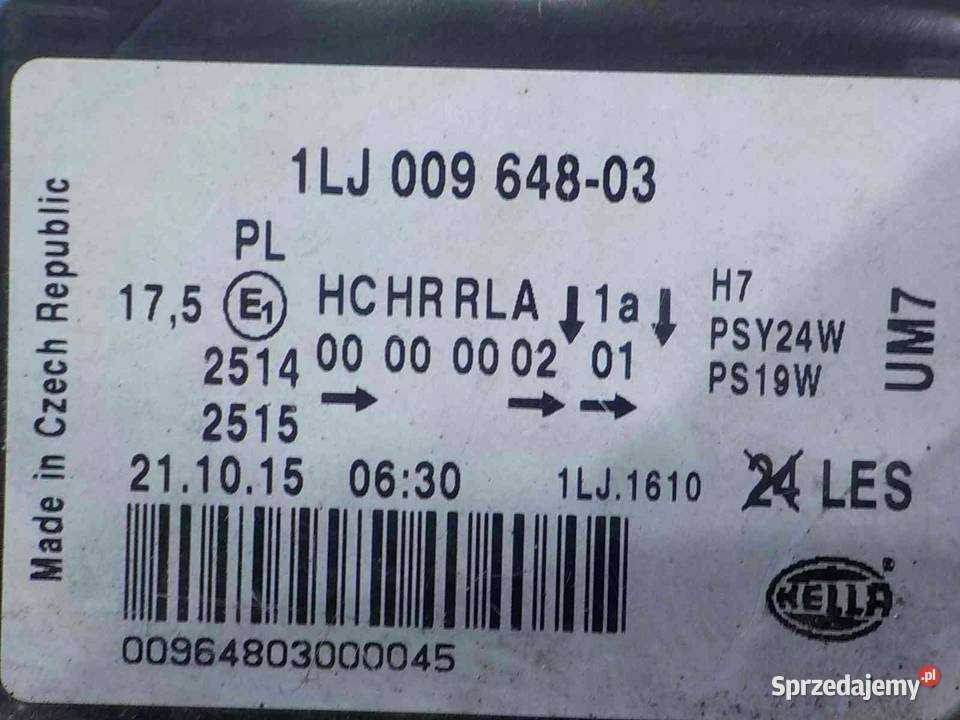 Made in Czech Republic
1LJ 009 648-03
PL
17,5 E1 HC HR RLA ↓ 1a ↓
H7
PSY24W
PS19W
UM7
2514 00 00 00 02 01
2515 → → →
21.10.15 06:30 1LJ.1610 24 LES
00964803000045
HELLA®
Sprzedajemy.pl